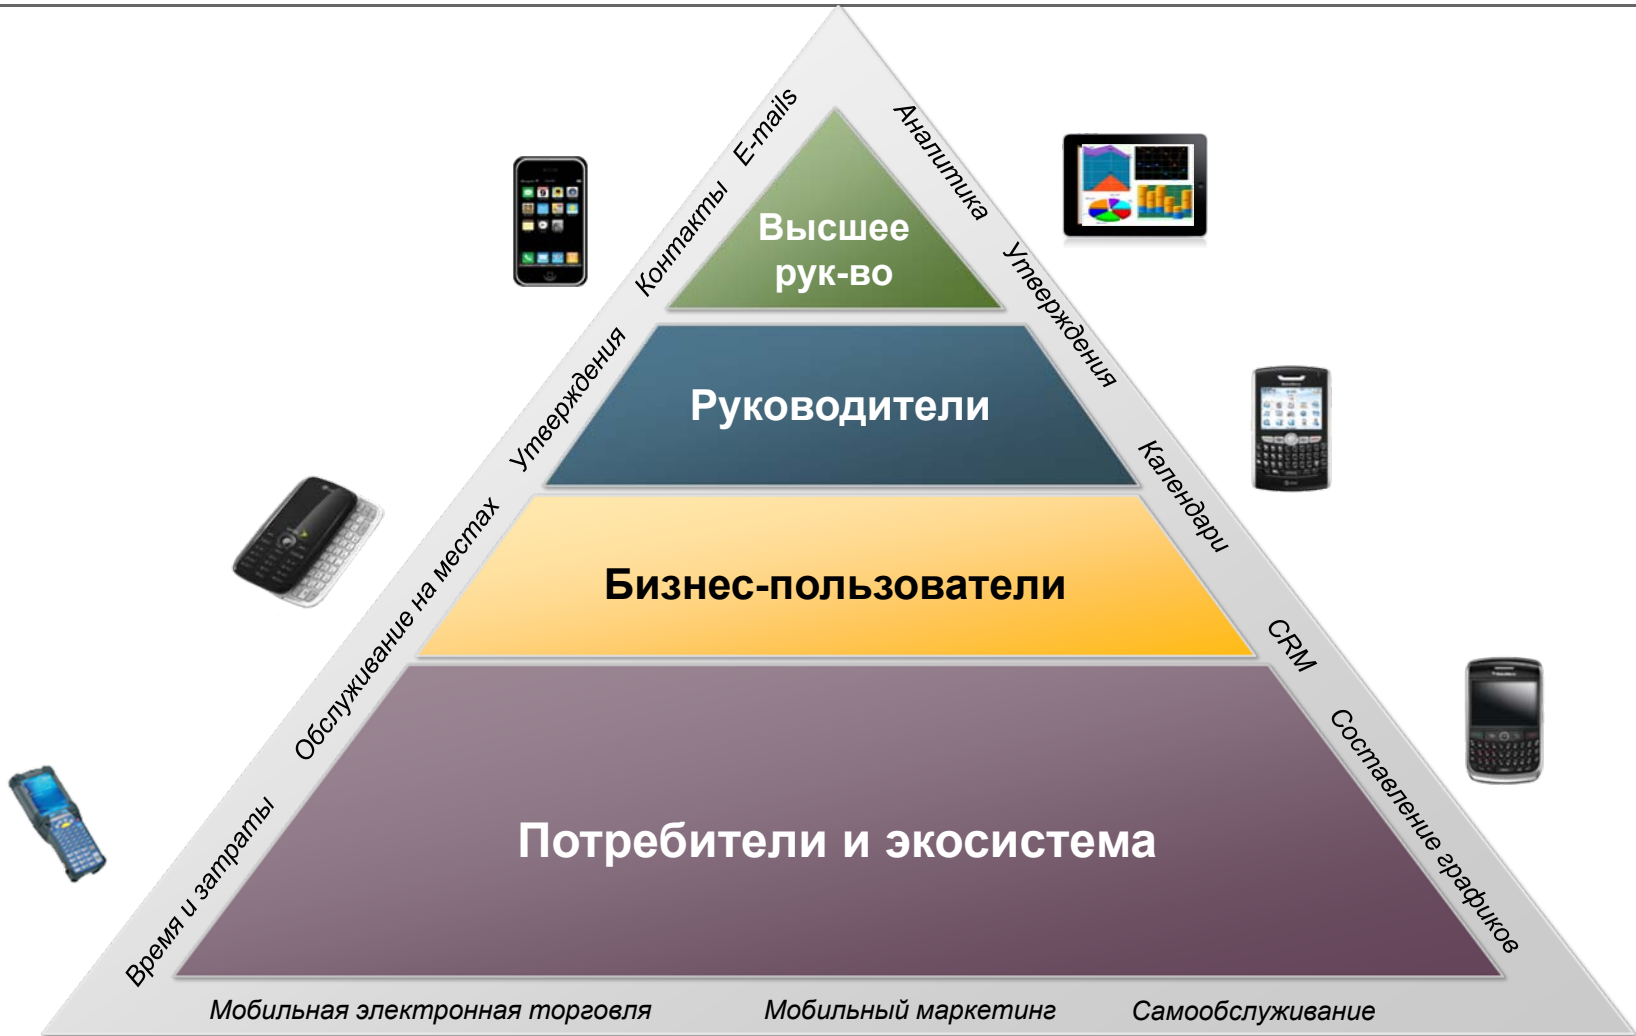 E-mails
Аналитика
Контакты
Высшее
рук-во
Утверждения
Утверждения
Руководители
Календари
Обслуживание на местах
Бизнес-пользователи
CRM
Составление графиков
Время и затраты
Потребители и экосистема
Мобильная электронная торговля
Мобильный маркетинг
Самообслуживание